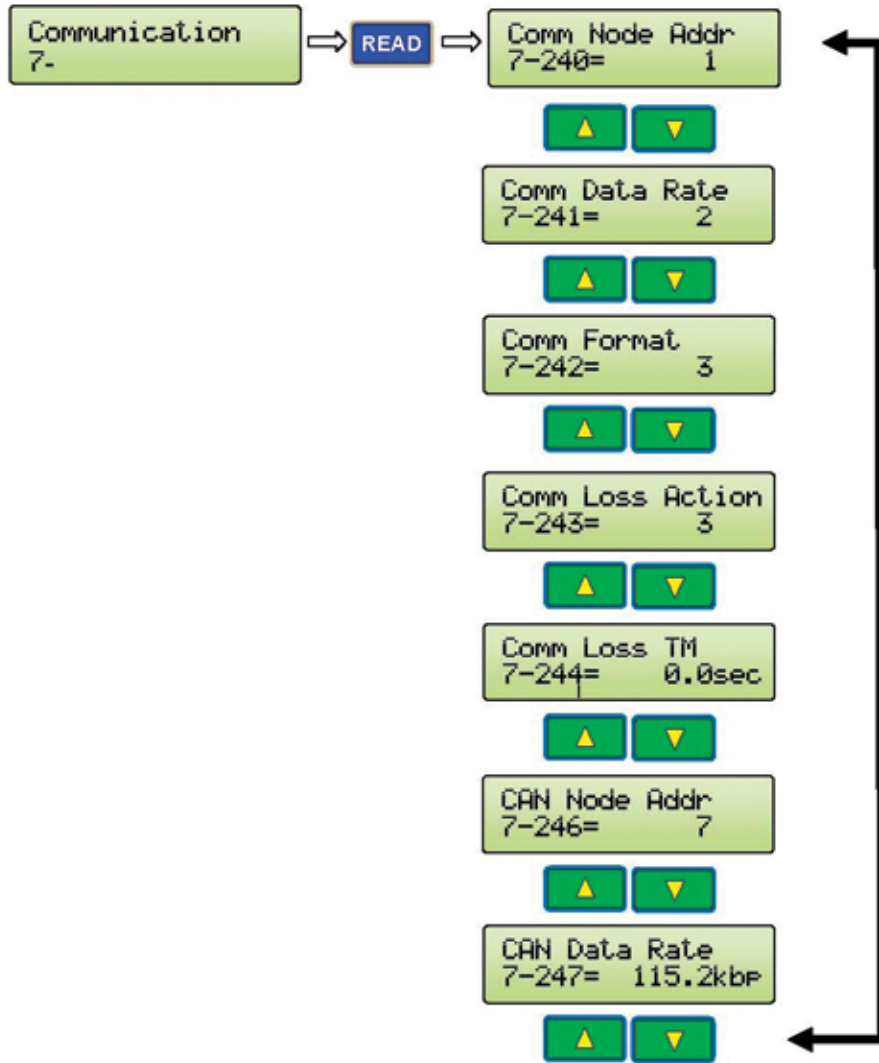 Communication
7-
READ
Comm Node Addr
7-240= 1
Comm Data Rate
7-241= 2
Comm Format
7-242= 3
Comm Loss Action
7-243= 3
Comm Loss TM
7-244= 0.0sec
CAN Node Addr
7-246= 7
CAN Data Rate
7-247= 115.2kbp